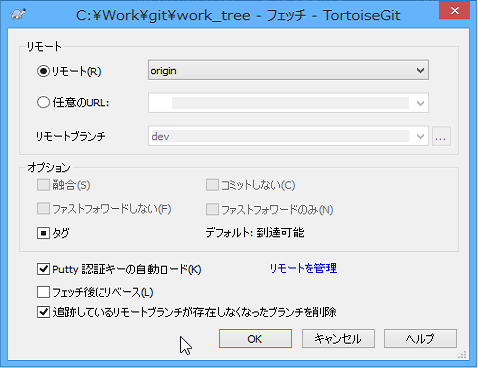 C:¥Work¥git¥work_tree - フェッチ - TortoiseGit
リモート
リモート(R)
origin
任意のURL:
リモートブランチ
dev
...
オプション
融合(S)
コミットしない(C)
ファストフォワードしない(F)
ファストフォワードのみ(N)
タグ
デフォルト: 到達可能
Putty 認証キーの自動ロード(K)
リモートを管理
フェッチ後にリベース(L)
追跡しているリモートブランチが存在しなくなったブランチを削除
OK
キャンセル
ヘルプ